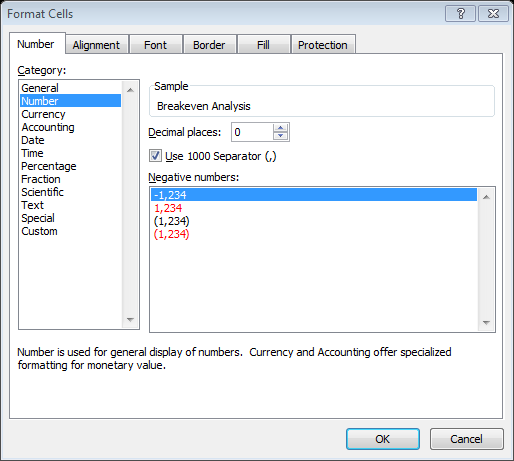 Format Cells
Number Alignment Font Border Fill Protection
Category:
General
Number
Currency
Accounting
Date
Time
Percentage
Fraction
Scientific
Text
Special
Custom
Sample
Breakeven Analysis
Decimal places: 0
Use 1000 Separator (,)
Negative numbers:
-1,234
1,234
(1,234)
(1,234)
Number is used for general display of numbers. Currency and Accounting offer specialized
formatting for monetary value.
OK Cancel